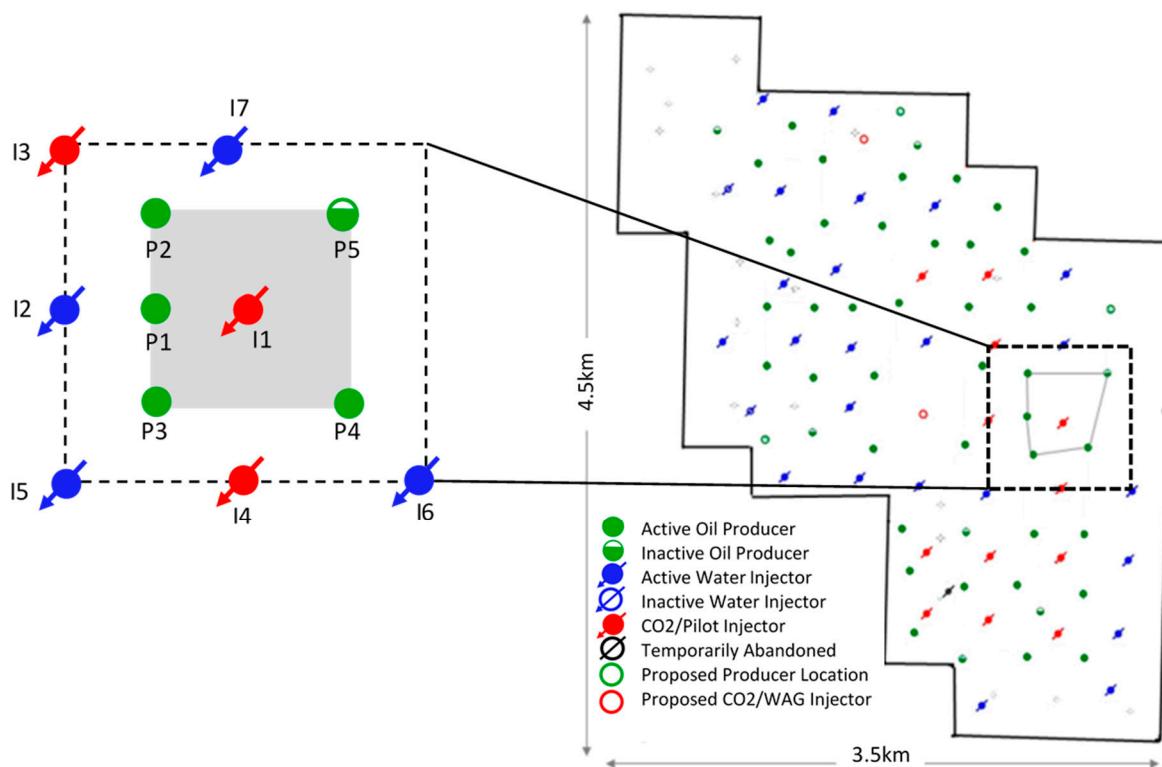 I7
I3
P2
P5
I2
P1
I1
P3
P4
I5
I4
I6
4.5km
3.5km
Active Oil Producer
Inactive Oil Producer
Active Water Injector
Inactive Water Injector
CO2/Pilot Injector
Temporarily Abandoned
Proposed Producer Location
Proposed CO2/WAG Injector